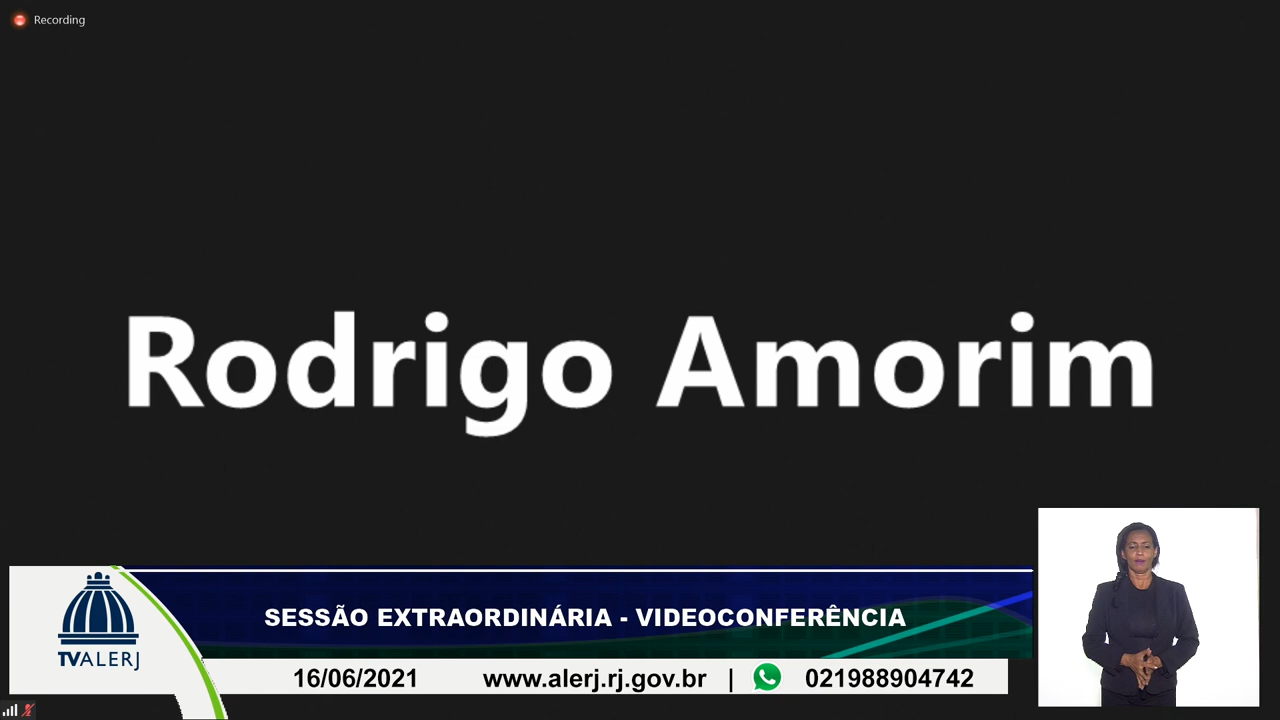 Recording
Rodrigo Amorim
SESSÃO EXTRAORDINÁRIA - VIDEOCONFERÊNCIA
TVALERJ
16/06/2021 www.alerj.rj.gov.br | 021988904742